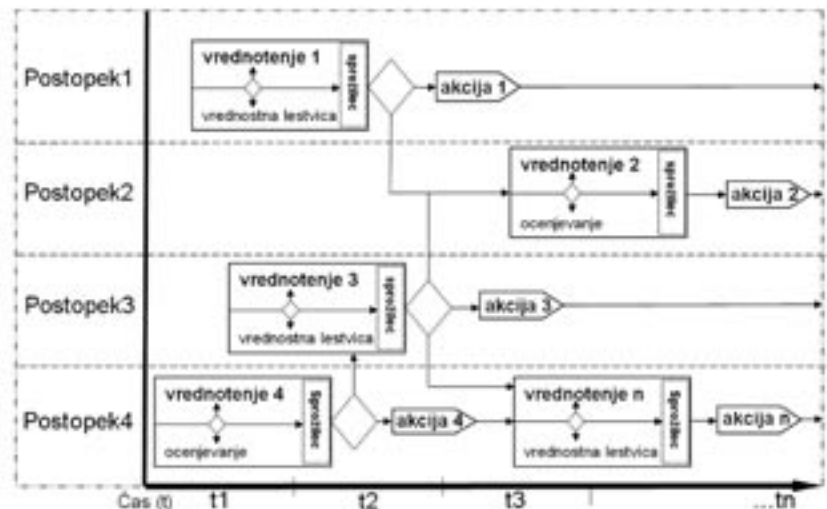 Postopek1
vrednotenje 1
vrednostna lestvica
sprožilec
akcija 1
Postopek2
vrednotenje 2
ocenjevanje
sprožilec
akcija 2
Postopek3
vrednotenje 3
vrednostna lestvica
sprožilec
akcija 3
Postopek4
vrednotenje 4
ocenjevanje
Sprožilec
akcija 4
vrednotenje n
vrednostna lestvica
Sprožilec
akcija n
Čas (t) t1 t2 t3 ...tn